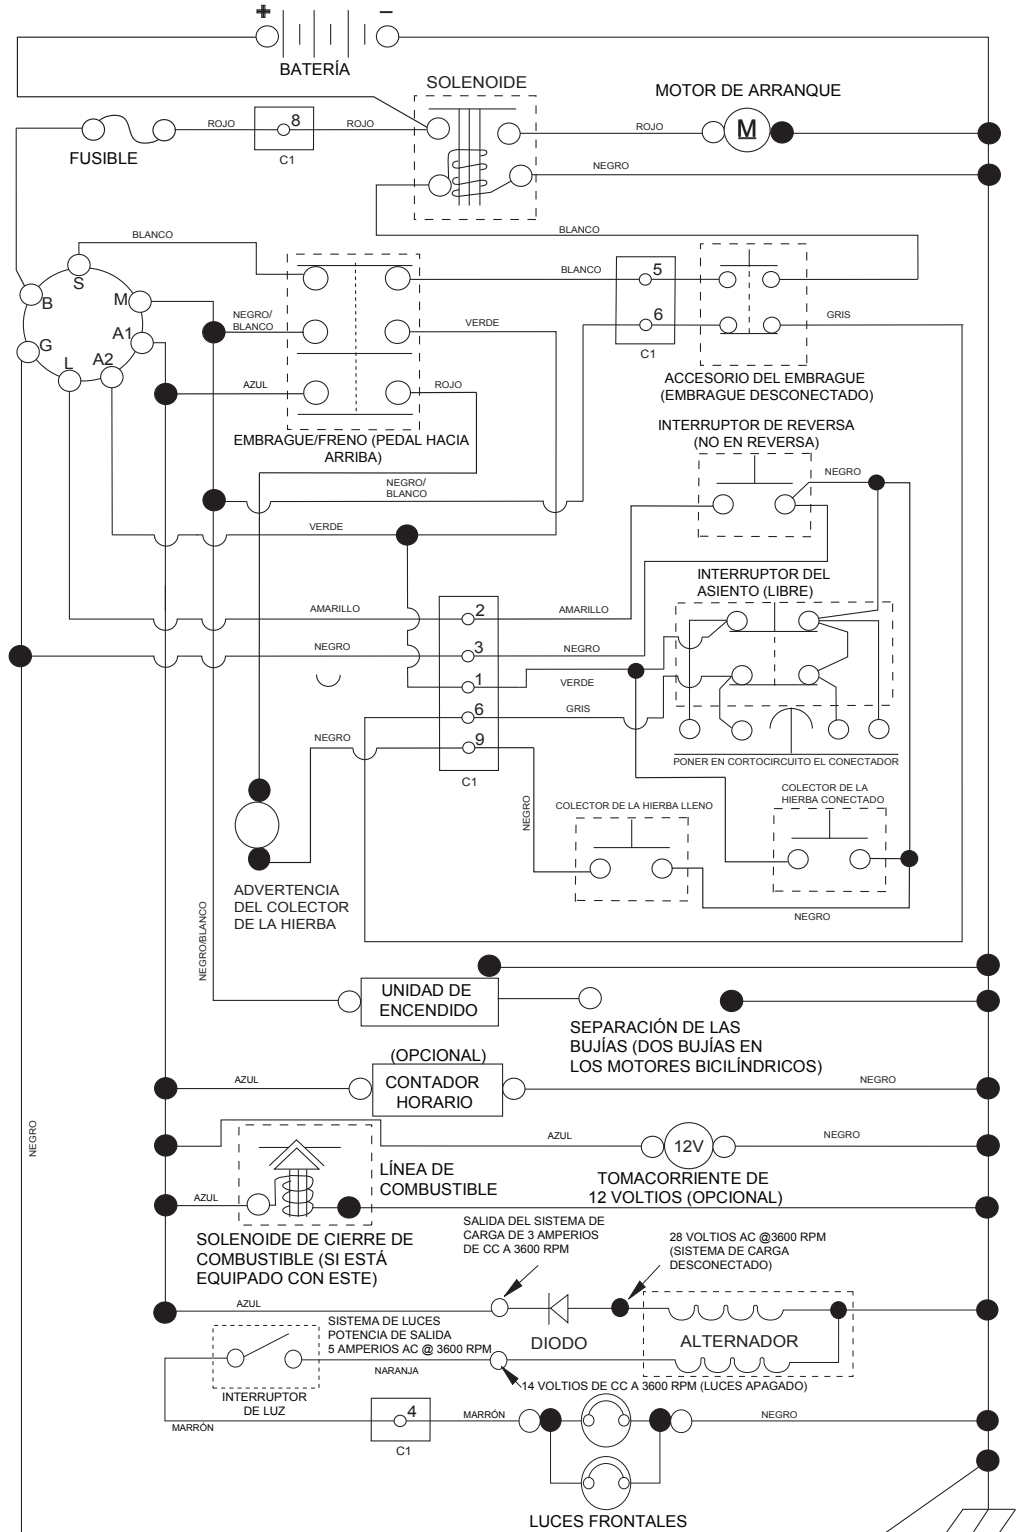 + −
BATERÍA
SOLENOIDE
MOTOR DE ARRANQUE
ROJO
8
ROJO
ROJO
M
FUSIBLE
C1
NEGRO
BLANCO
BLANCO
S
B
M
NEGRO/
BLANCO
VERDE
BLANCO
5
6
C1
GRIS
G
A1
L
A2
AZUL
ROJO
ACCESORIO DEL EMBRAGUE
(EMBRAGUE DESCONECTADO)
EMBRAGUE/FRENO (PEDAL HACIA
ARRIBA)
INTERRUPTOR DE REVERSA
(NO EN REVERSA)
NEGRO
NEGRO/
BLANCO
VERDE
INTERRUPTOR DEL
ASIENTO (LIBRE)
AMARILLO
2
AMARILLO
NEGRO
3
NEGRO
1
VERDE
6
GRIS
NEGRO
9
C1
PONER EN CORTOCIRCUITO EL CONECTADOR
NEGRO
COLECTOR DE LA HIERBA LLENO
COLECTOR DE LA
HIERBA CONECTADO
ADVERTENCIA
DEL COLECTOR
DE LA HIERBA
NEGRO
NEGRO/BLANCO
UNIDAD DE
ENCENDIDO
SEPARACIÓN DE LAS
BUJÍAS (DOS BUJÍAS EN
LOS MOTORES BICILÍNDRICOS)
(OPCIONAL)
AZUL
CONTADOR
HORARIO
NEGRO
NEGRO
AZUL
12V
NEGRO
LÍNEA DE
COMBUSTIBLE
TOMACORRIENTE DE
12 VOLTIOS (OPCIONAL)
AZUL
SOLENOIDE DE CIERRE DE
COMBUSTIBLE (SI ESTÁ
EQUIPADO CON ESTE)
SALIDA DEL SISTEMA DE
CARGA DE 3 AMPERIOS
DE CC A 3600 RPM
28 VOLTIOS AC @3600 RPM
(SISTEMA DE CARGA
DESCONECTADO)
AZUL
DIODO
ALTERNADOR
SISTEMA DE LUCES
POTENCIA DE SALIDA
5 AMPERIOS AC @ 3600 RPM
NARANJA
14 VOLTIOS DE CC A 3600 RPM (LUCES APAGADO)
INTERRUPTOR
DE LUZ
MARRÓN
4
C1
MARRÓN
NEGRO
LUCES FRONTALES